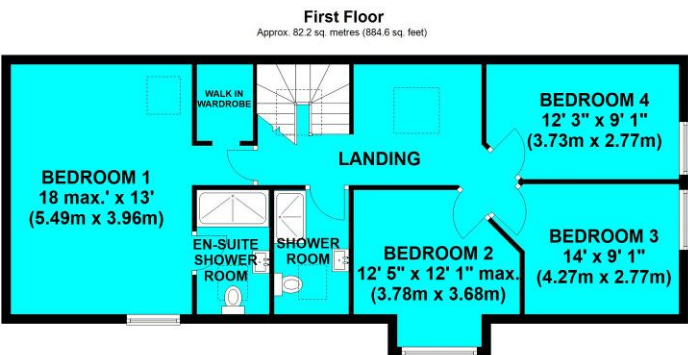 First Floor
Approx. 82.2 sq. metres (884.6 sq. feet)
WALK IN
WARDROBE
BEDROOM 4
12' 3" x 9' 1"
(3.73m x 2.77m)
LANDING
BEDROOM 1
18 max.' x 13'
(5.49m x 3.96m)
EN-SUITE
SHOWER
ROOM
SHOWER
ROOM
BEDROOM 2
12' 5" x 12' 1" max.
(3.78m x 3.68m)
BEDROOM 3
14' x 9' 1"
(4.27m x 2.77m)